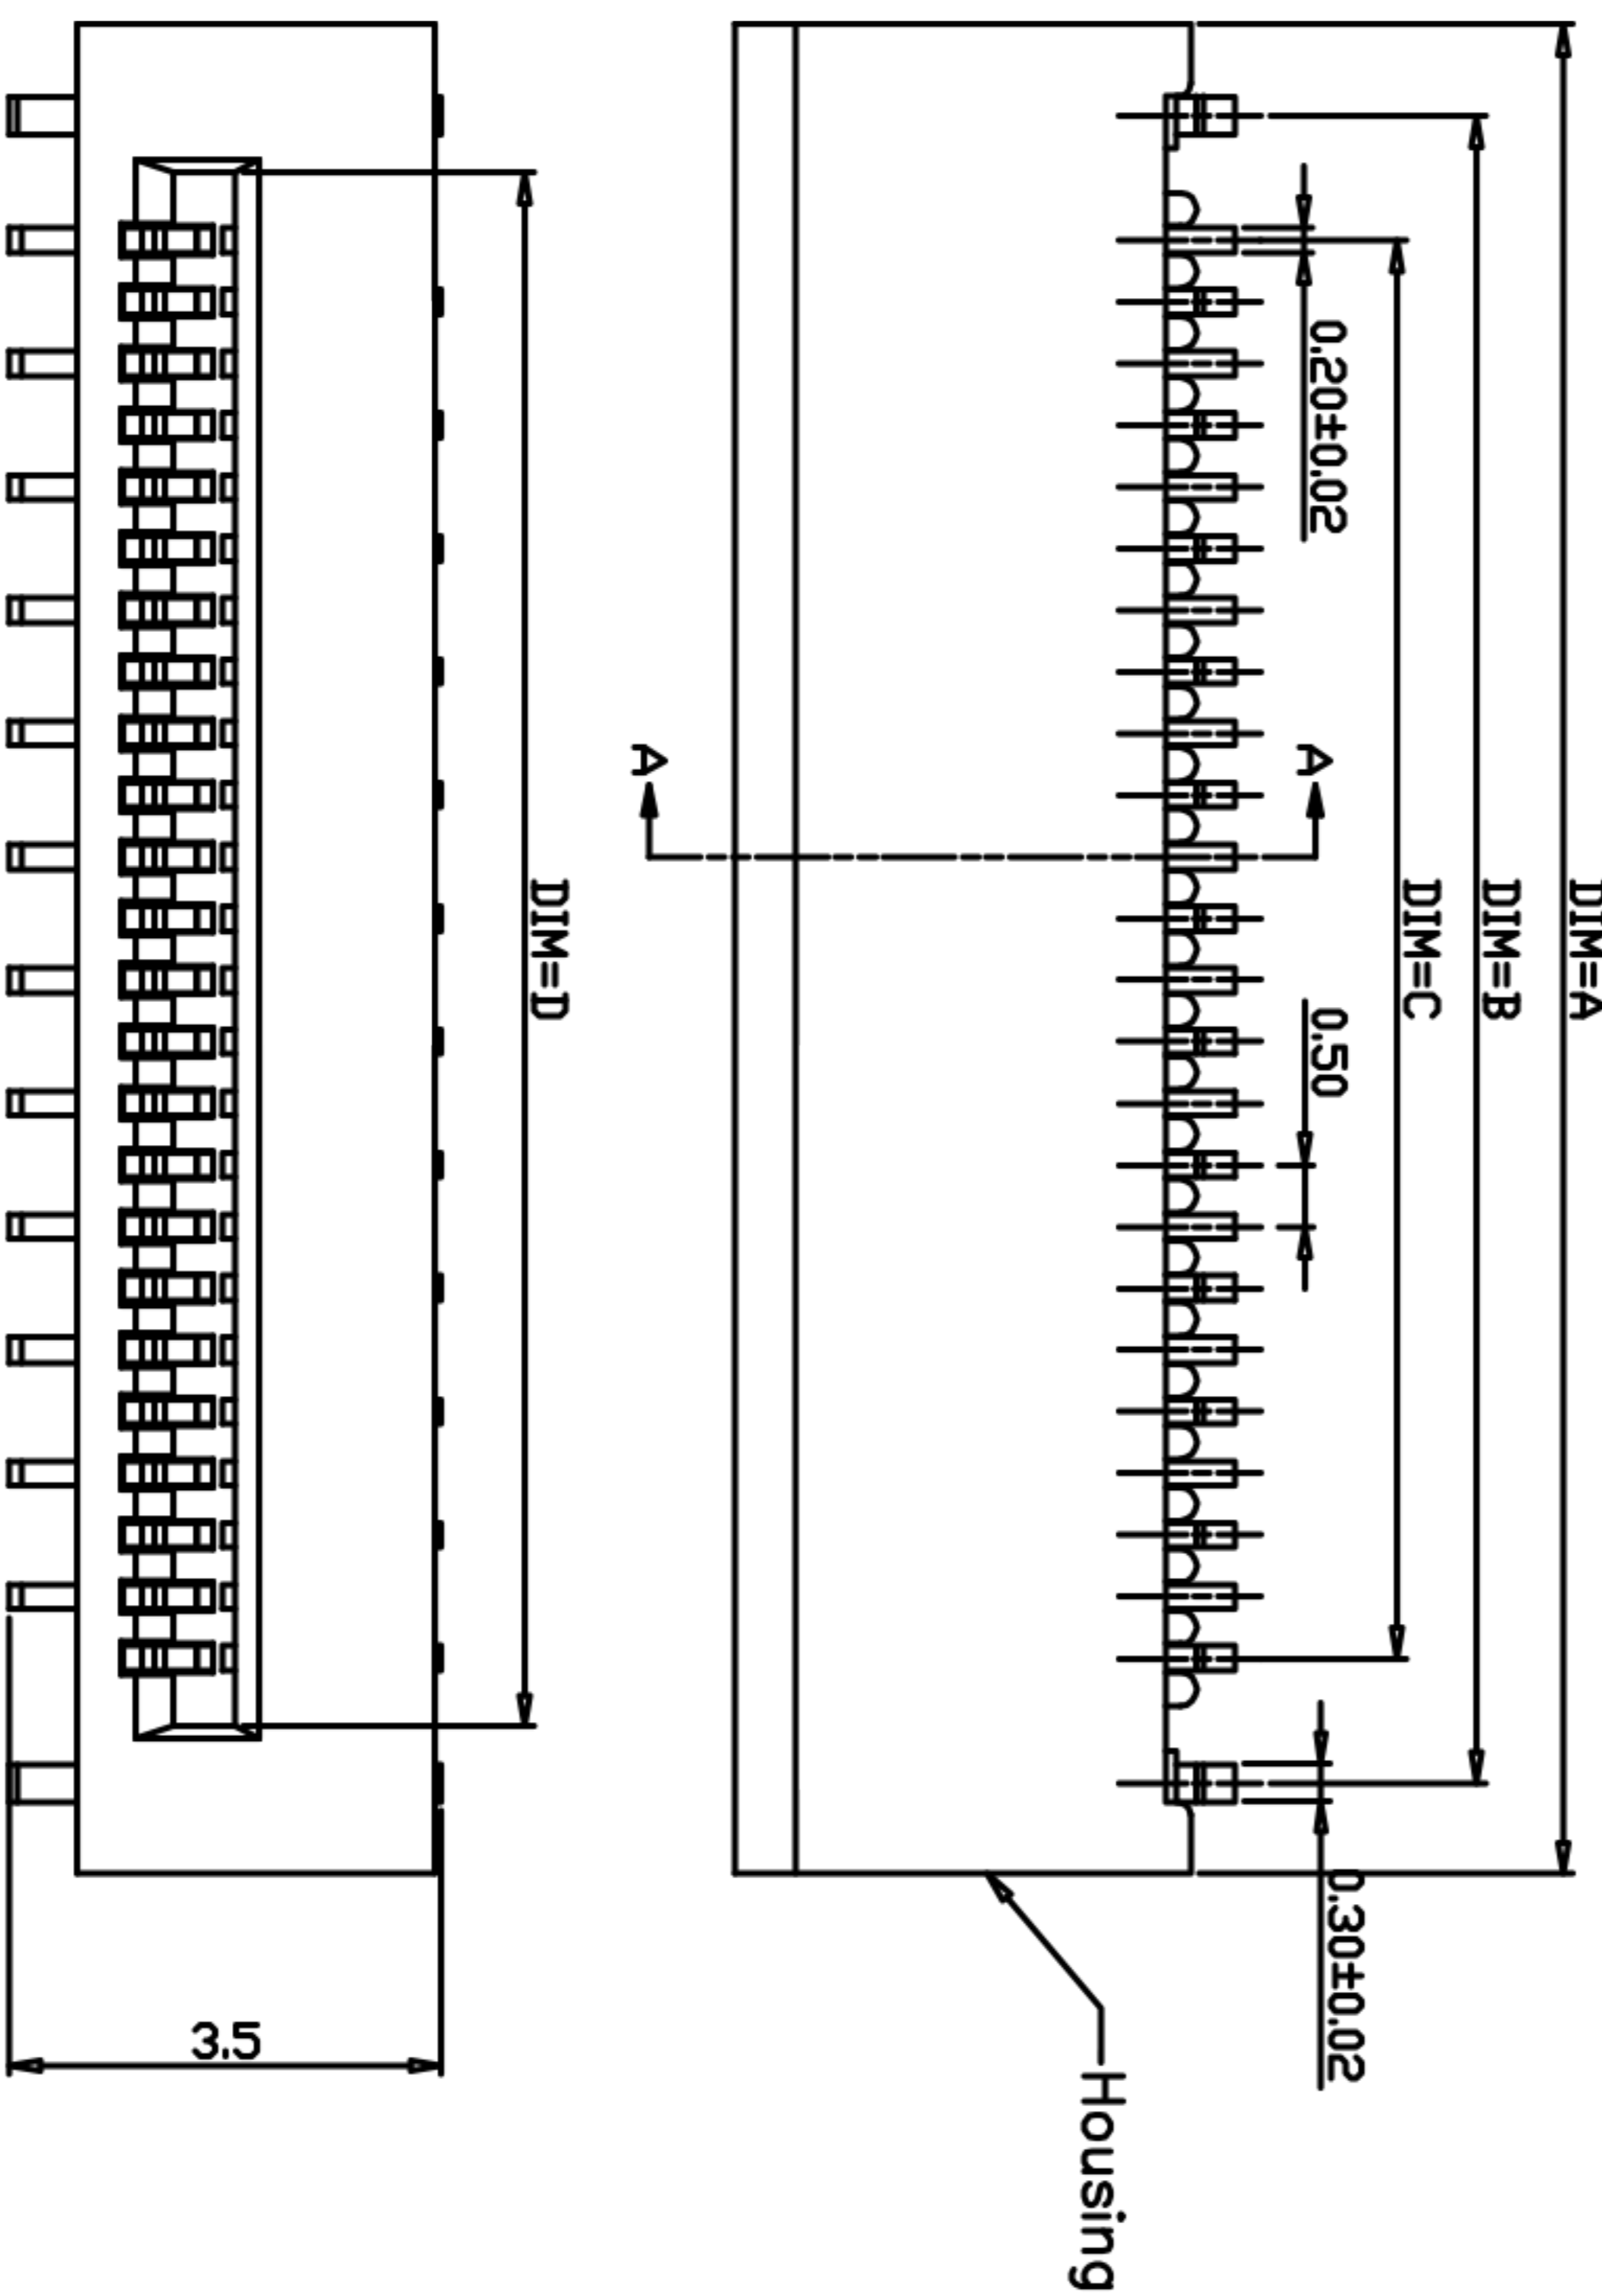 DIM=A
DIM=B
DIM=C
0.20±0.02
0.50
0.30±0.02
A
A
Housing
DIM=D
3.5